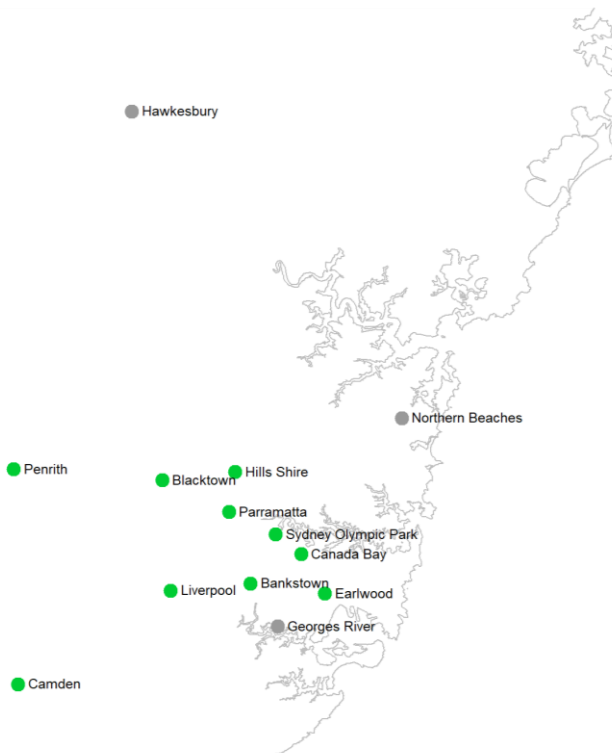 Hawkesbury
Northern Beaches
Penrith
Hills Shire
Blacktown
Parramatta
Sydney Olympic Park
Canada Bay
Bankstown
Liverpool
Earlwood
Georges River
Camden